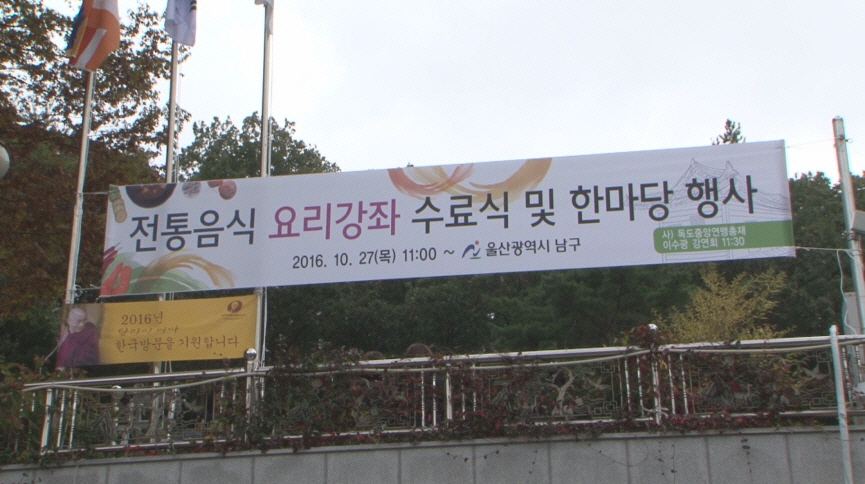 전통음식 요리강좌 수료식 및 한마당 행사
2016. 10. 27(목) 11:00 ~ 울산광역시 남구
사) 독도중앙연맹총재
이수광 강연회 11:30
2016년
한국방문을 기원합니다